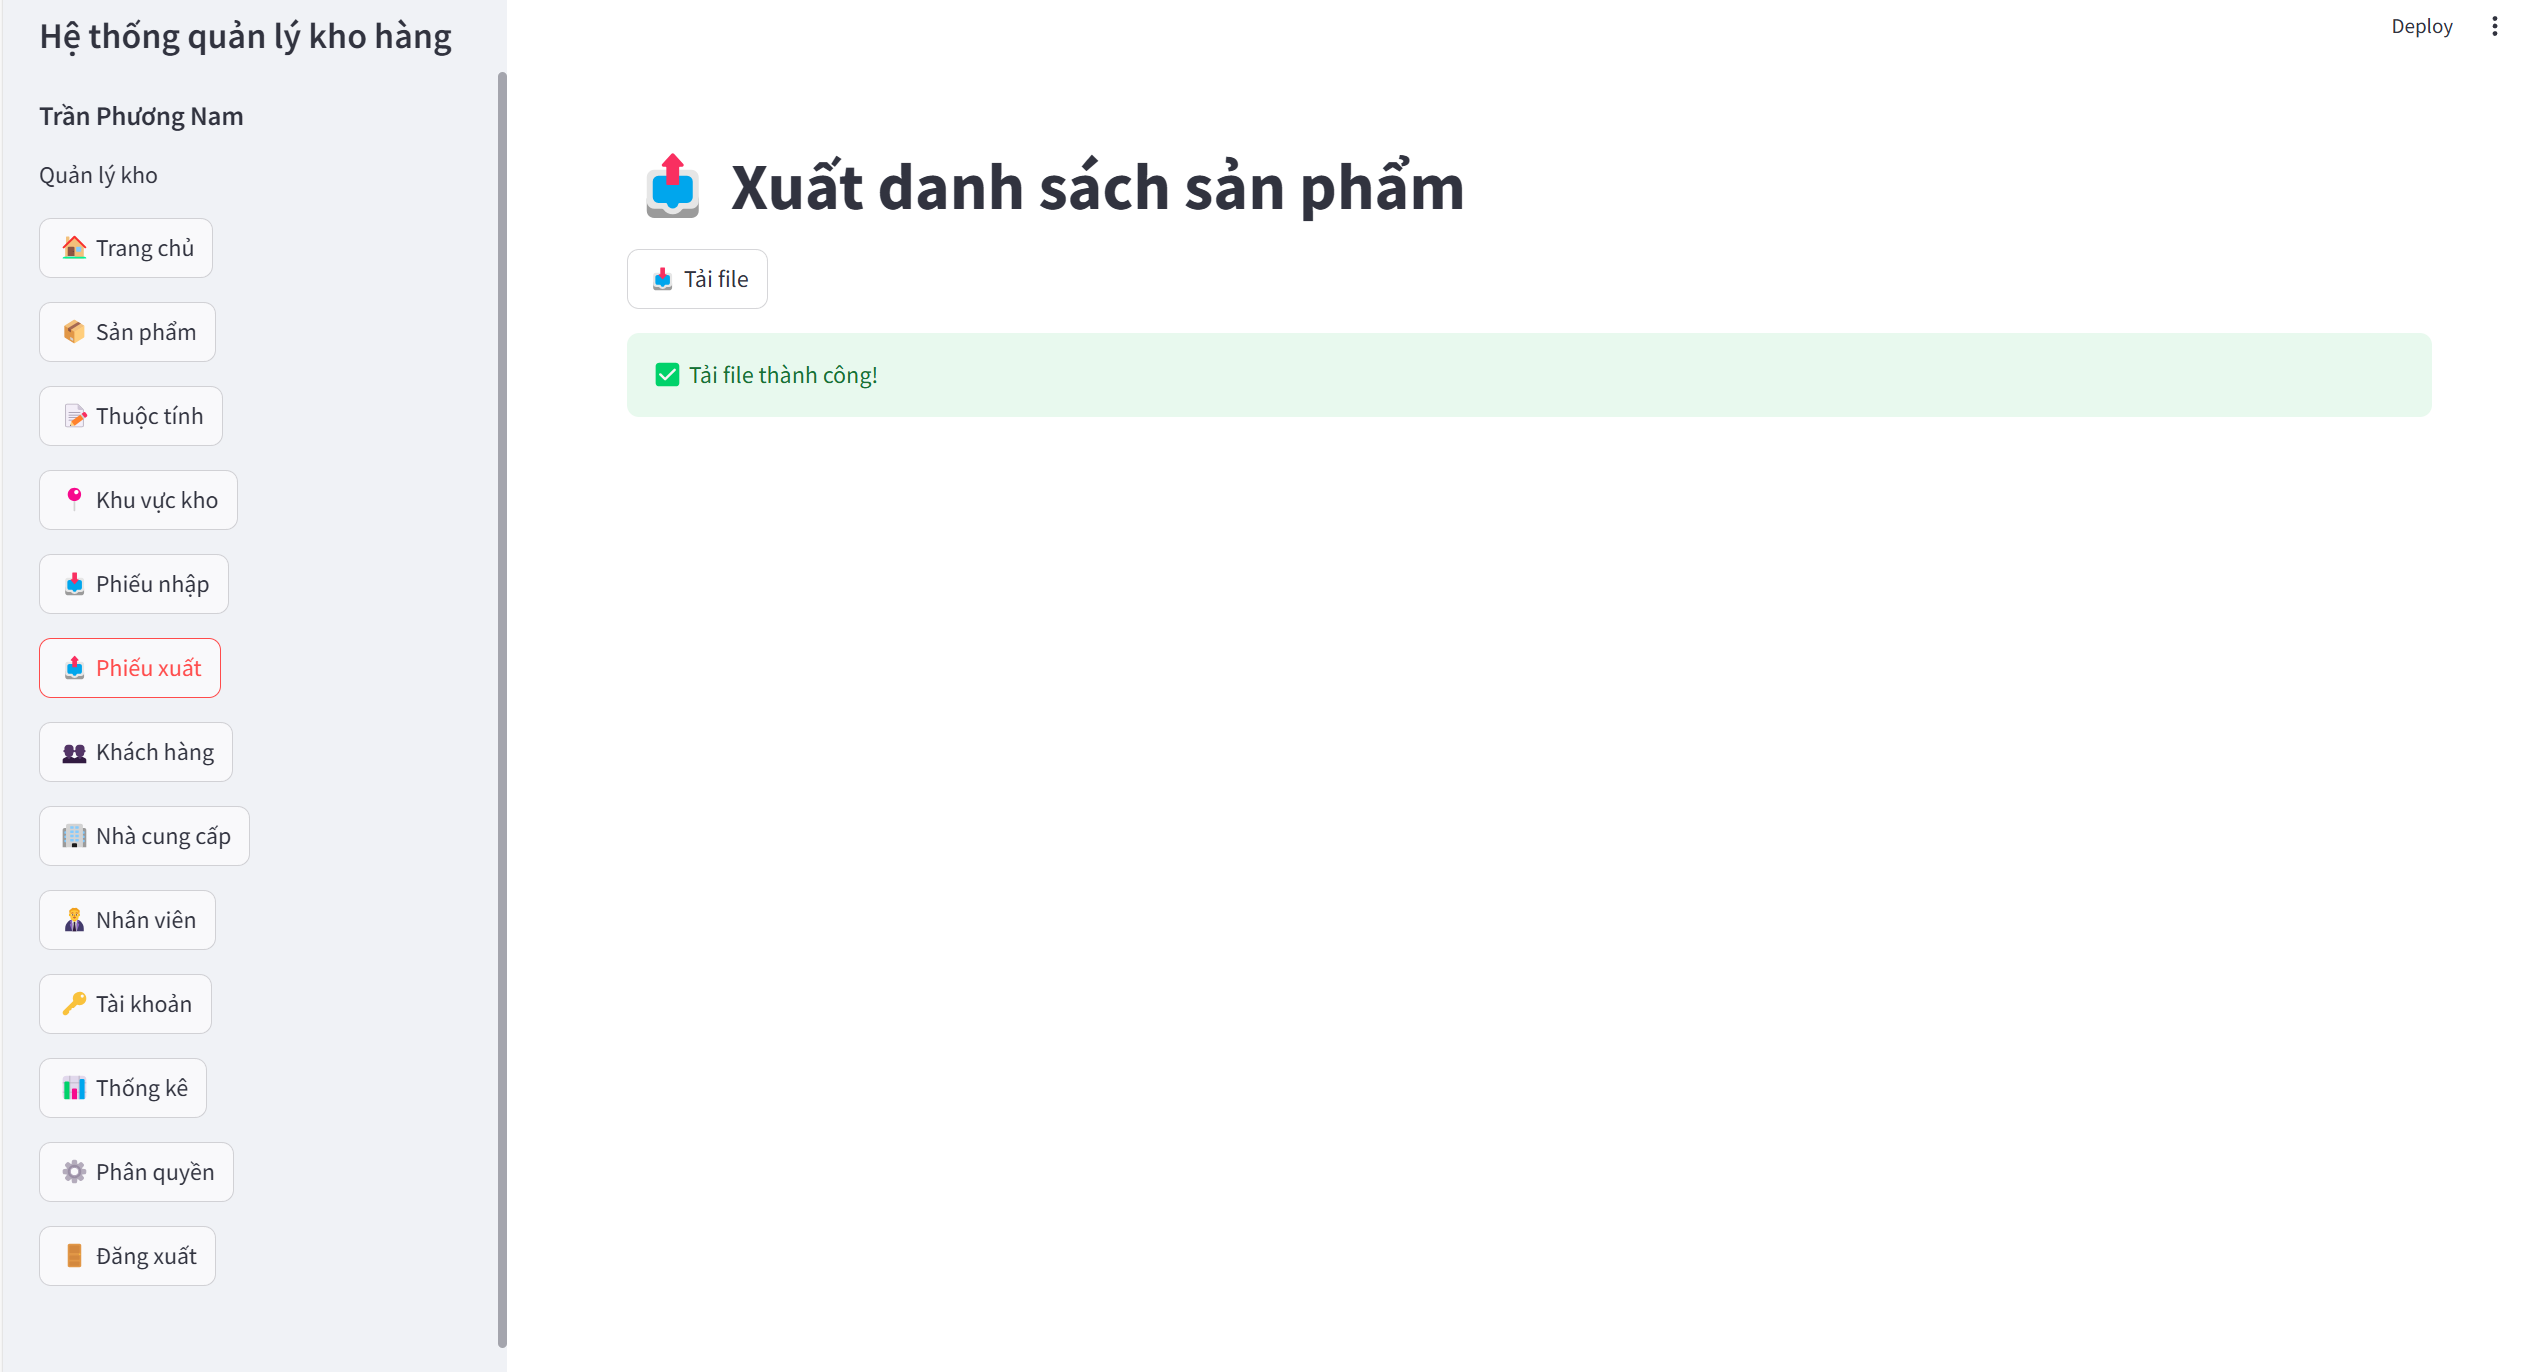 Hệ thống quản lý kho hàng
Trần Phương Nam
Quản lý kho
Trang chủ
Sản phẩm
Thuộc tính
Khu vực kho
Phiếu nhập
Phiếu xuất
Khách hàng
Nhà cung cấp
Nhân viên
Tài khoản
Thống kê
Phân quyền
Đăng xuất
Deploy
Xuất danh sách sản phẩm
Tải file
Tải file thành công!